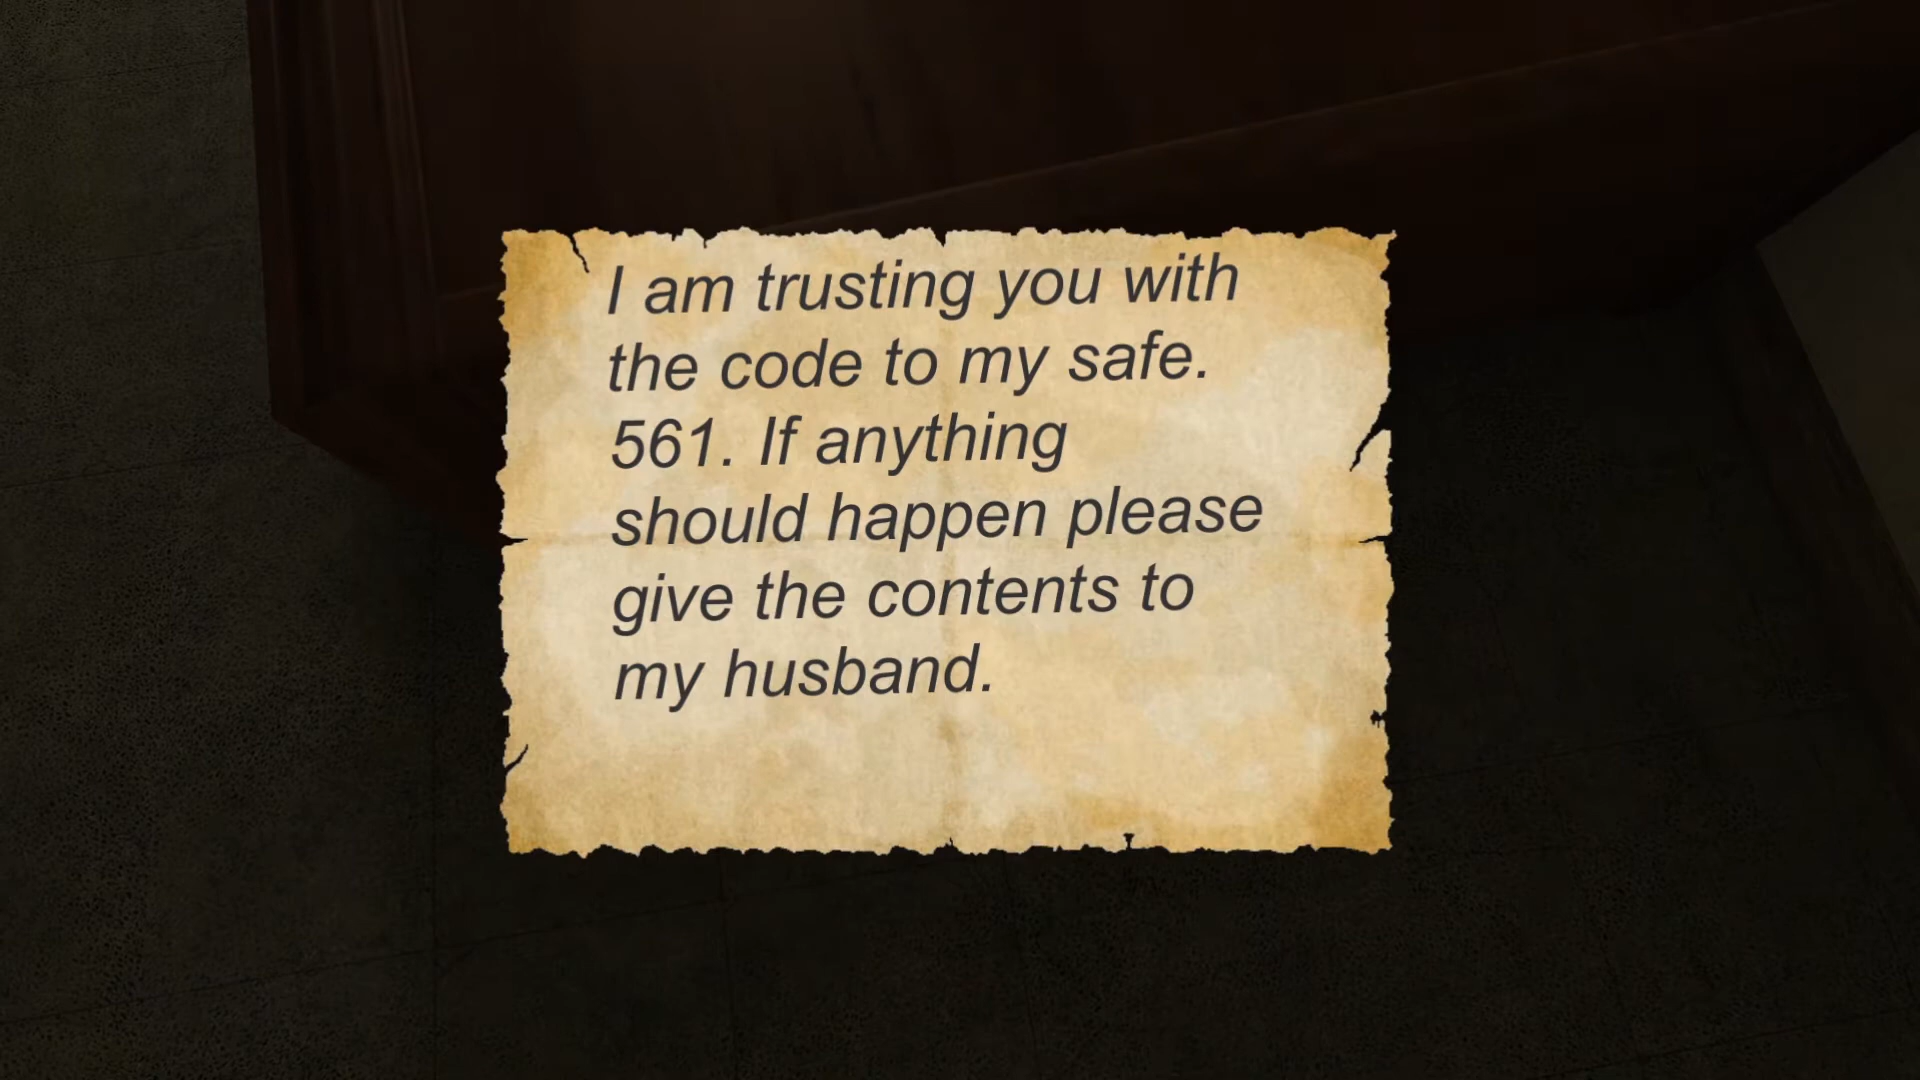 I am trusting you with
the code to my safe.
561. If anything
should happen please
give the contents to
my husband.